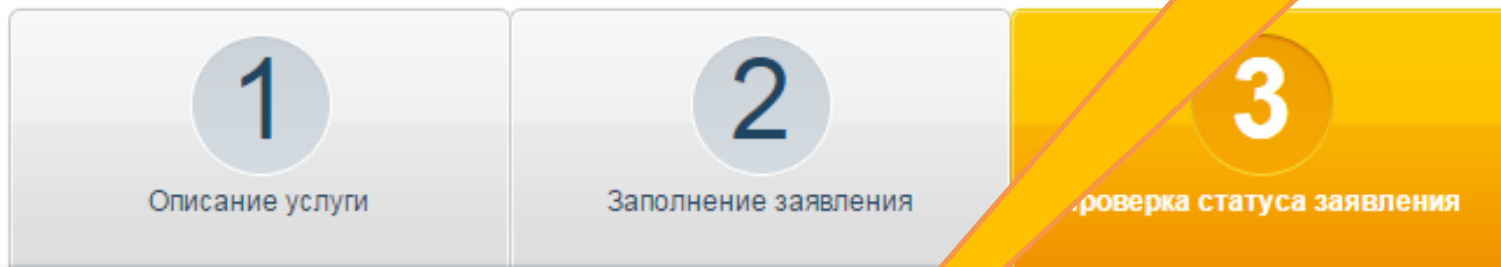 1
2
3
Описание услуги
Заполнение заявления
роверка статуса заявления